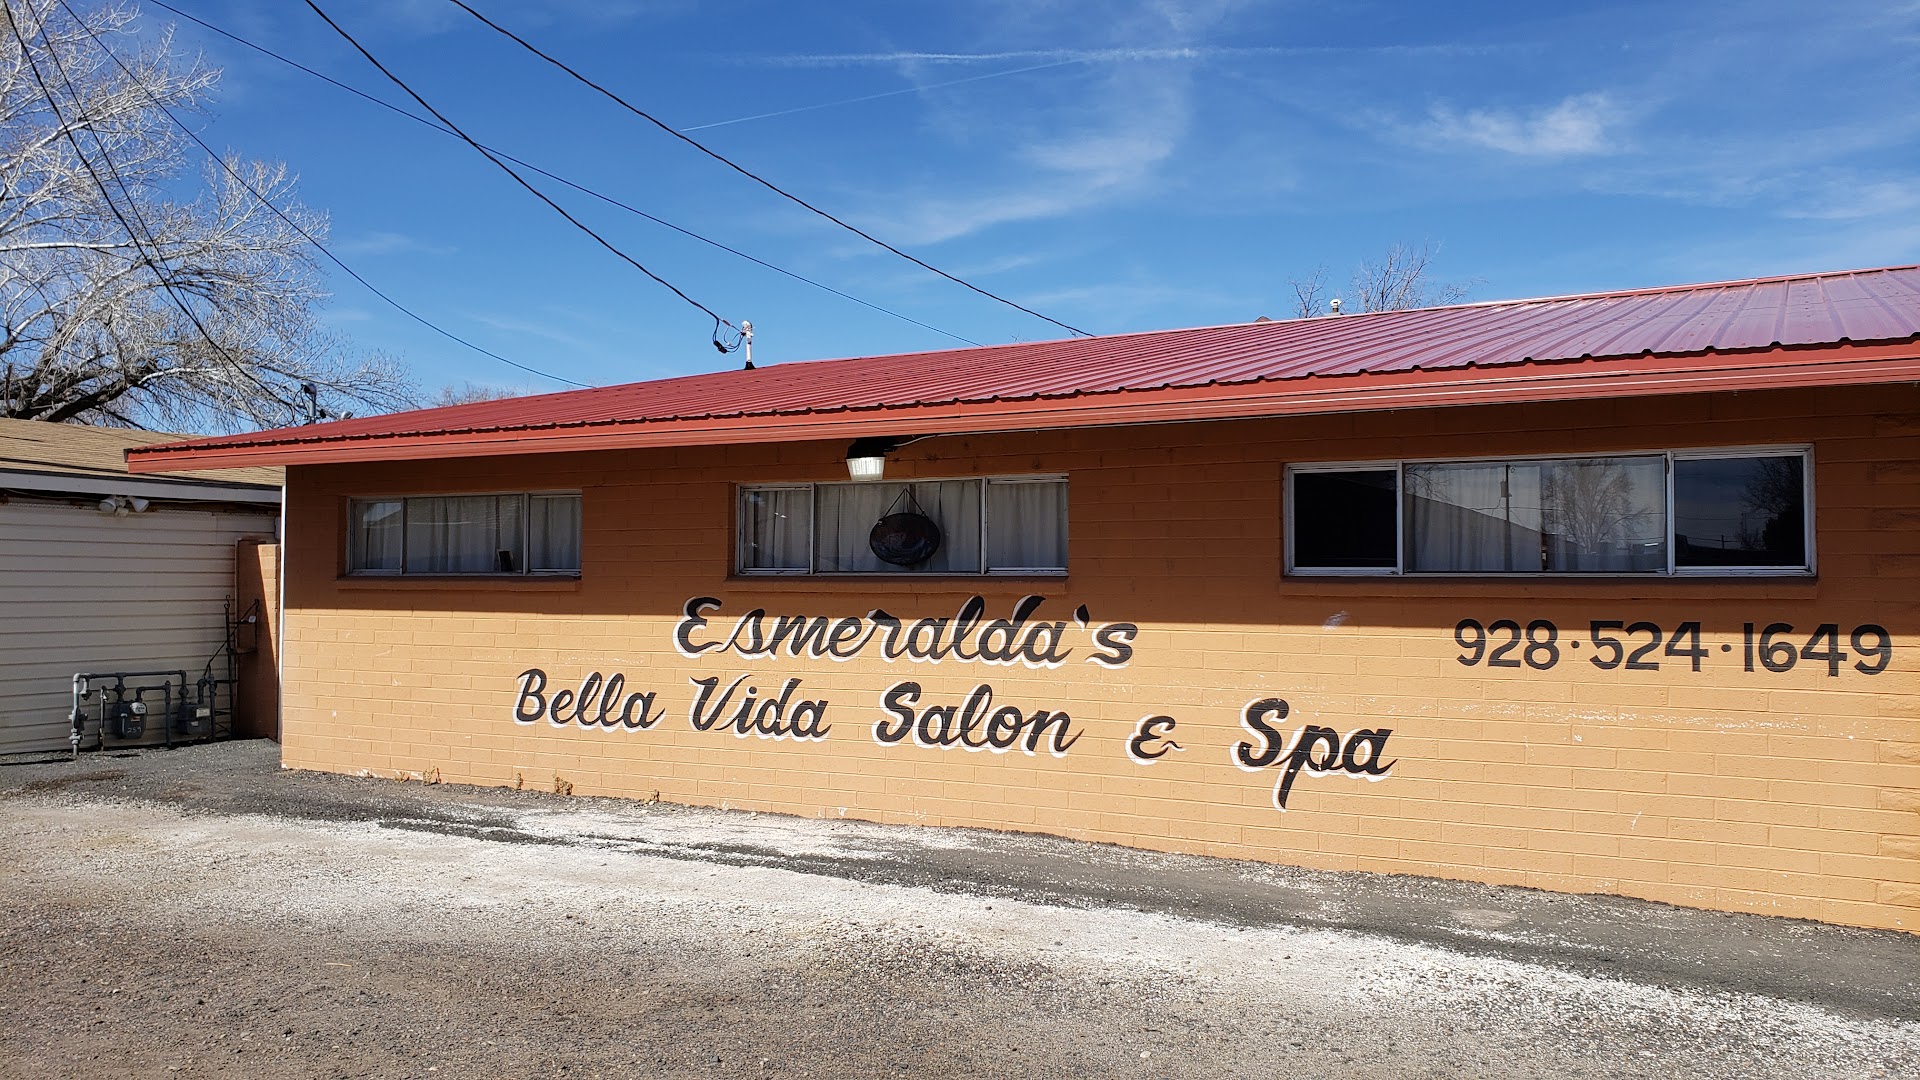 Esmeralda's
Bella Vida Salon & Spa
928·524·1649